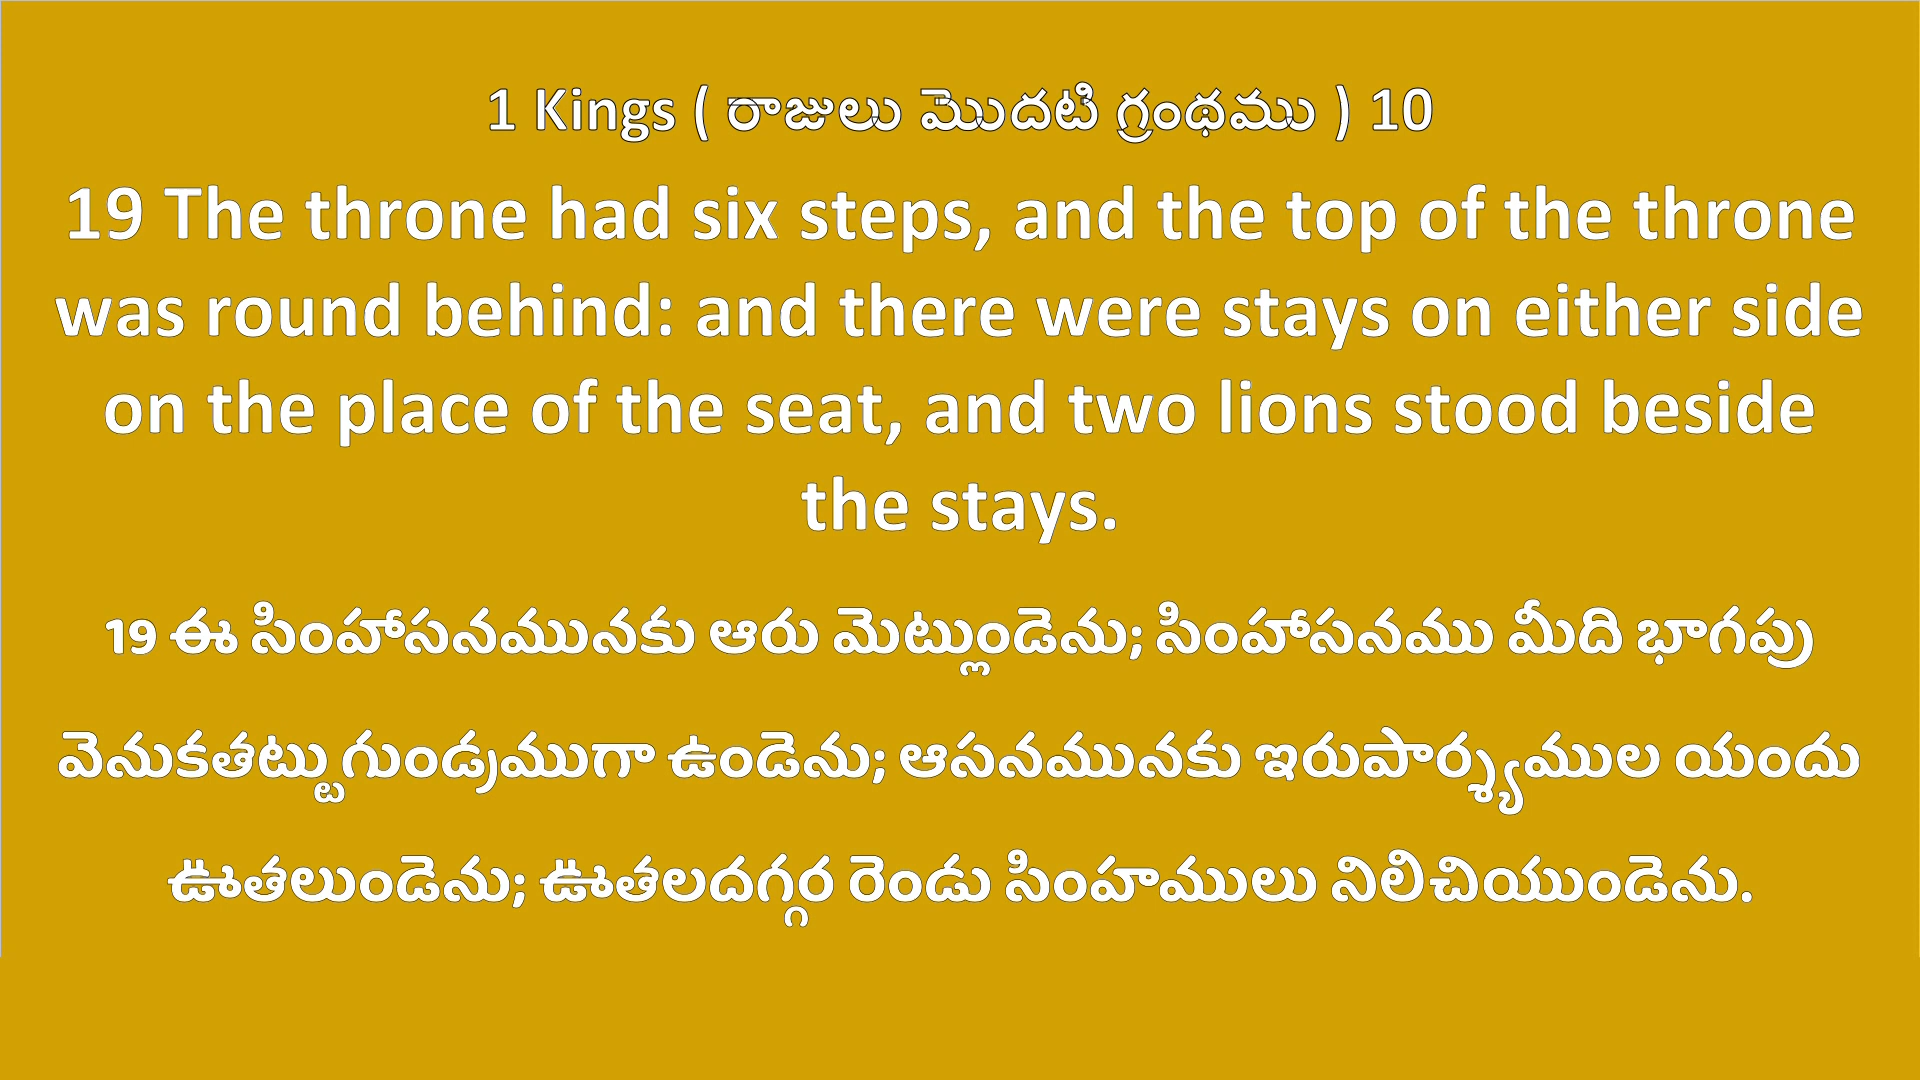 1 Kings ( రాజులు మొదటి గ్రంథము ) 10
19 The throne had six steps, and the top of the throne
was round behind: and there were stays on either side
on the place of the seat, and two lions stood beside
the stays.
19 ఈ సింహాసనమునకు ఆరు మెట్లుండెను; సింహాసనము మీది భాగపు
వెనుకతట్టు గుండ్రముగా ఉండెను; ఆసనమునకు ఇరుపార్శ్యముల యందు
ఊతలుండెను; ఊతలదగ్గర రెండు సింహములు నిలిచియుండెను.